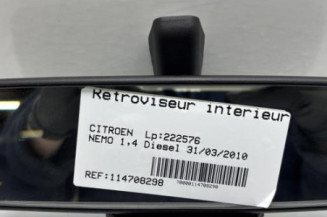 Retroviseur interieur
CITROEN Lp:222576
NEMO 1,4 Diesel 31/03/2010
REF:114708298